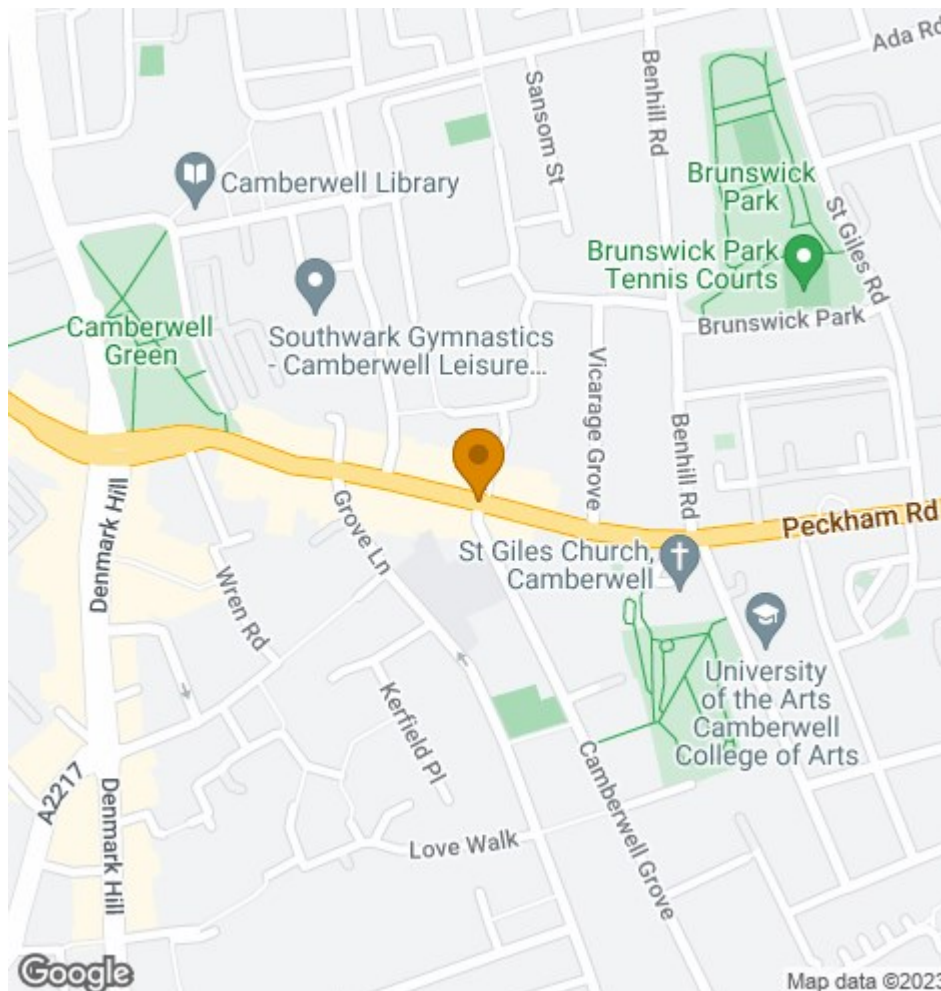 Ada Rd
Sansom St
Benhill Rd
Brunswick
Park
Camberwell Library
St Giles Rd
Brunswick Park
Tennis Courts
Camberwell
Green
Southwark Gymnastics
- Camberwell Leisure...
Brunswick Park
Vicarage Grove
Benhill Rd
Peckham Rd
Denmark Hill
Grove Ln
St Giles Church,
Camberwell
Wren Rd
University
of the Arts
Camberwell
College of Arts
Kerfield Pl
Camberwell Grove
A2217
Denmark Hill
Love Walk
Google
Map data ©2023